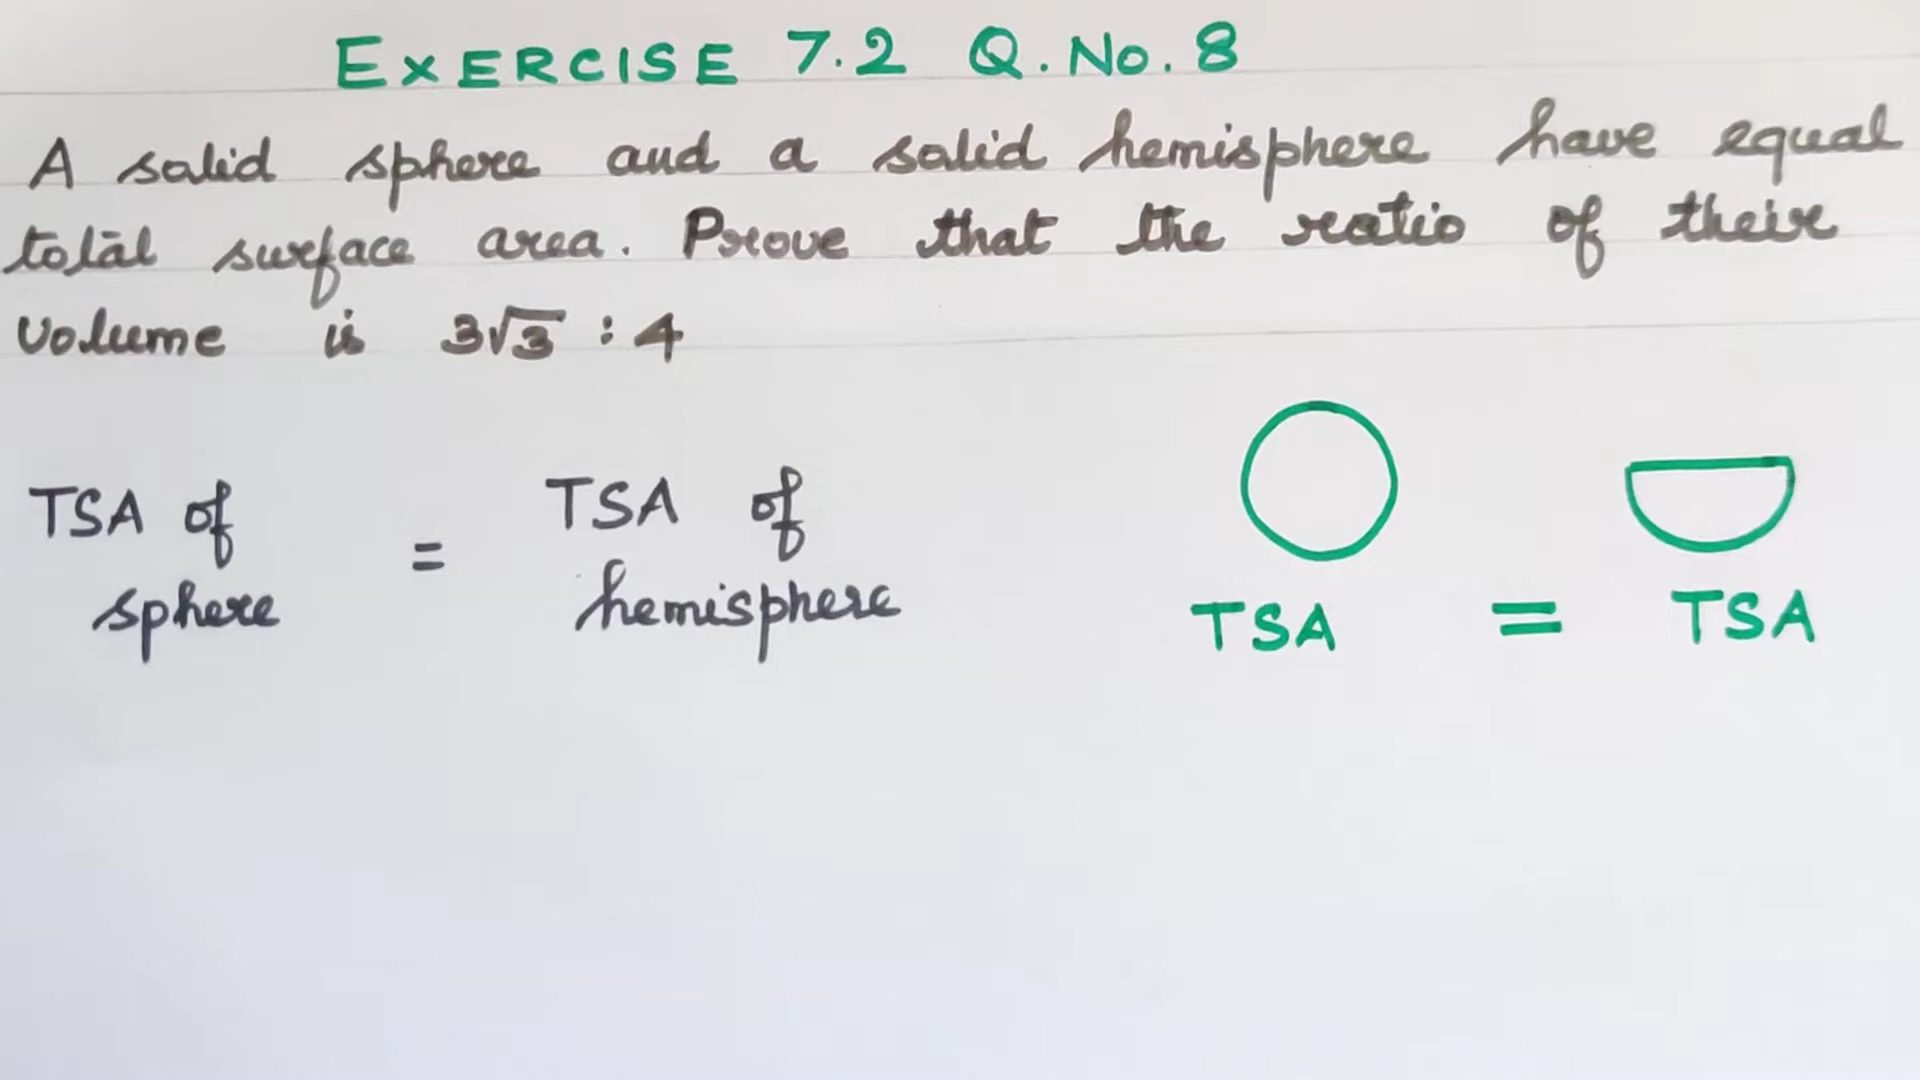 EXERCISE 7.2 Q.No.8
A solid sphere and a solid hemisphere have equal
total surface area. Prove that the ratio of their
volume is 3√3 : 4
TSA of
sphere
=
TSA of
hemisphere
TSA = TSA